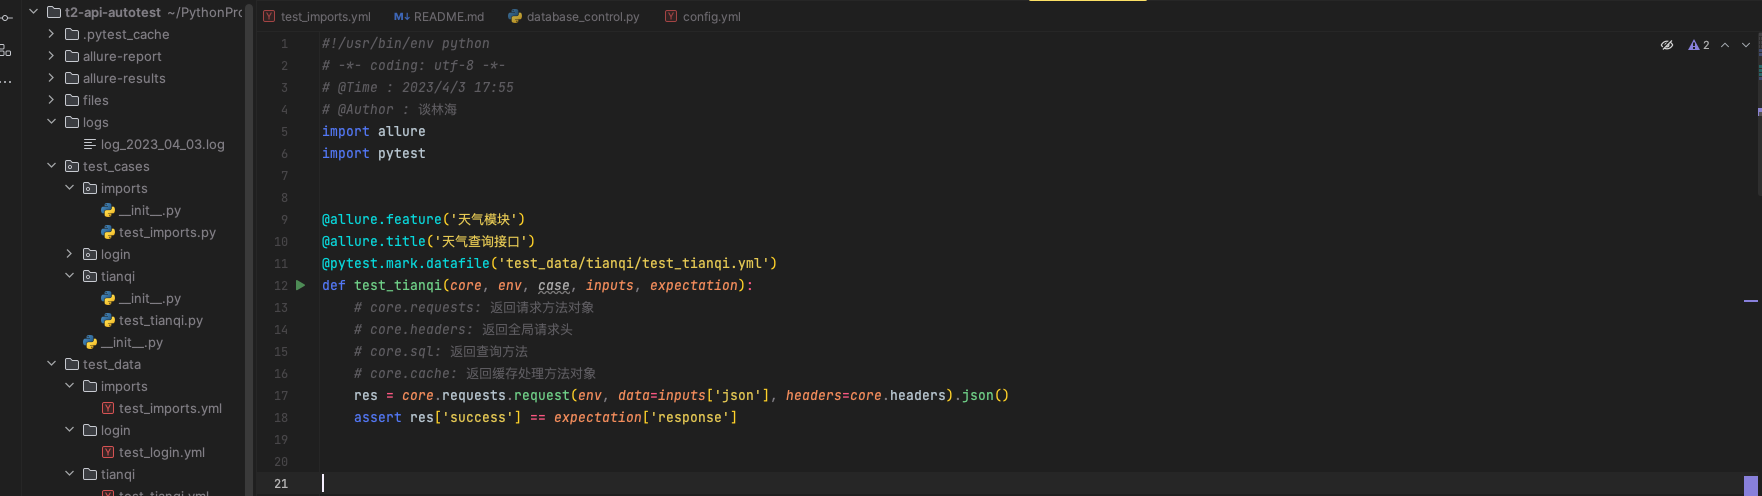 t2-api-autotest ~/PythonPro
.pytest_cache
allure-report
allure-results
files
logs
log_2023_04_03.log
test_cases
imports
__init__.py
test_imports.py
login
tianqi
__init__.py
test_tianqi.py
__init__.py
test_data
imports
test_imports.yml
login
test_login.yml
tianqi
test_tianqi.yml
test_imports.yml README.md database_control.py config.yml
2
1 #!/usr/bin/env python
2 # -*- coding: utf-8 -*-
3 # @Time : 2023/4/3 17:55
4 # @Author : 谈林海
5 import allure
6 import pytest
7
8
9 @allure.feature('天气模块')
10 @allure.title('天气查询接口')
11 @pytest.mark.datafile('test_data/tianqi/test_tianqi.yml')
12 def test_tianqi(core, env, case, inputs, expectation):
13 # core.requests: 返回请求方法对象
14 # core.headers: 返回全局请求头
15 # core.sql: 返回查询方法
16 # core.cache: 返回缓存处理方法对象
17 res = core.requests.request(env, data=inputs['json'], headers=core.headers).json()
18 assert res['success'] == expectation['response']
19
20
21